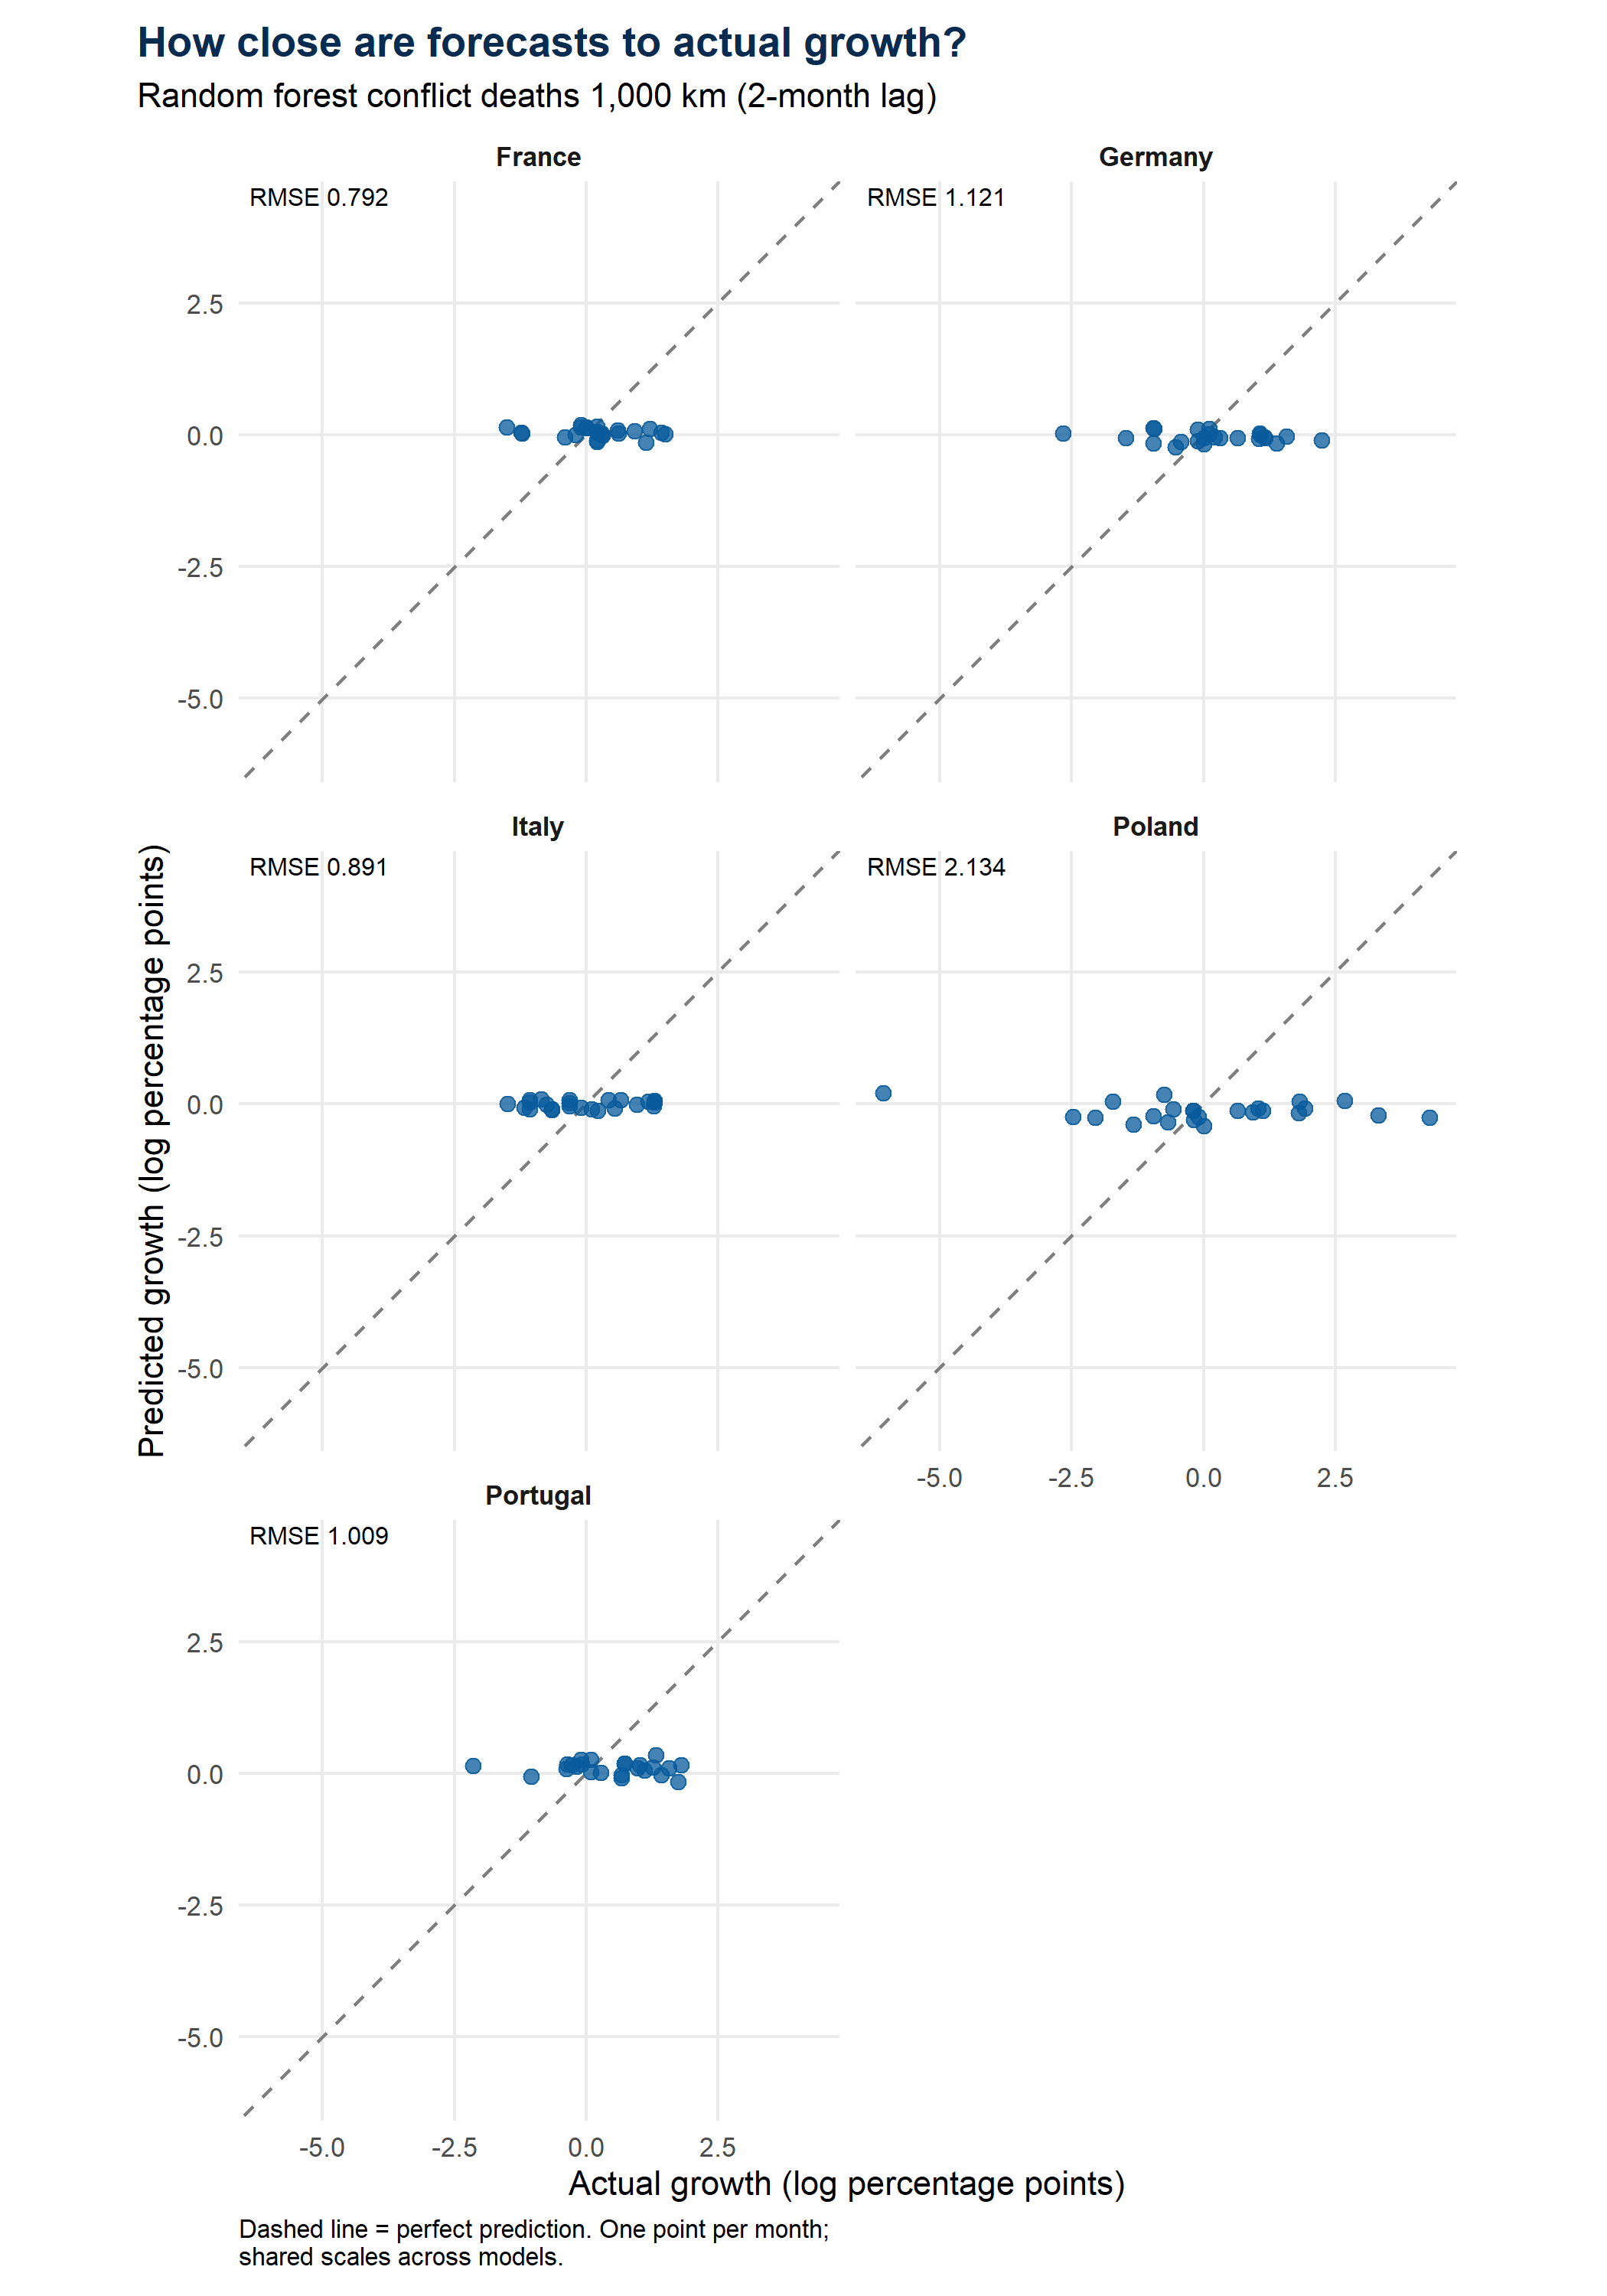 How close are forecasts to actual growth?
Random forest conflict deaths 1,000 km (2-month lag)
France
Germany
RMSE 0.792
RMSE 1.121
2.5
0.0
-2.5
-5.0
Italy
Poland
RMSE 0.891
RMSE 2.134
2.5
0.0
-2.5
-5.0
-5.0 -2.5 0.0 2.5
Predicted growth (log percentage points)
Portugal
RMSE 1.009
2.5
0.0
-2.5
-5.0
-5.0 -2.5 0.0 2.5
Actual growth (log percentage points)
Dashed line = perfect prediction. One point per month;
shared scales across models.